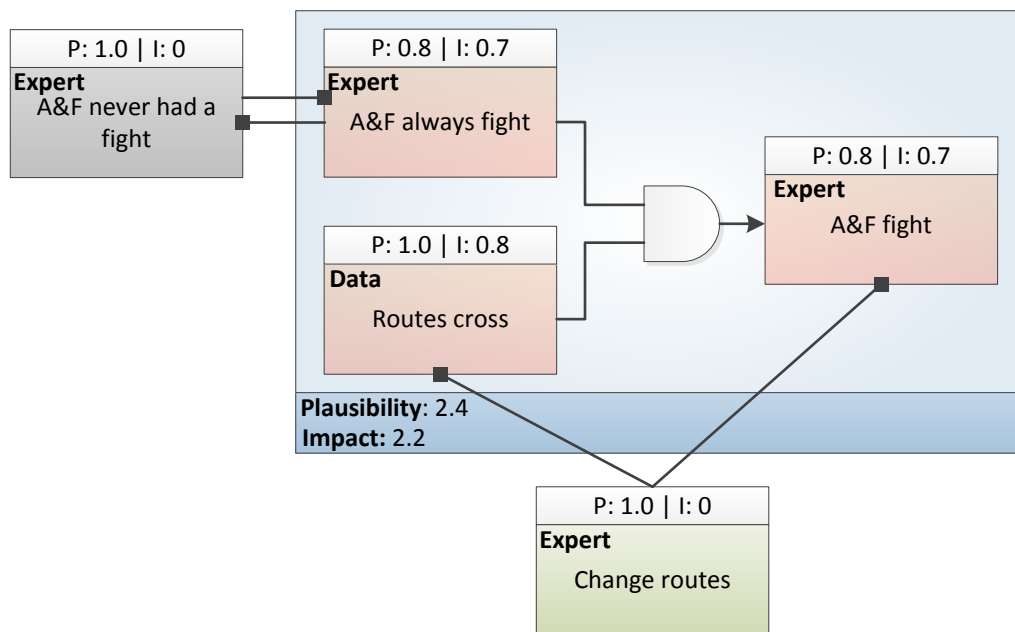 P: 1.0 | I: 0
Expert
A&F never had a
fight
P: 0.8 | I: 0.7
Expert
A&F always fight
P: 1.0 | I: 0.8
Data
Routes cross
P: 0.8 | I: 0.7
Expert
A&F fight
Plausibility: 2.4
Impact: 2.2
P: 1.0 | I: 0
Expert
Change routes